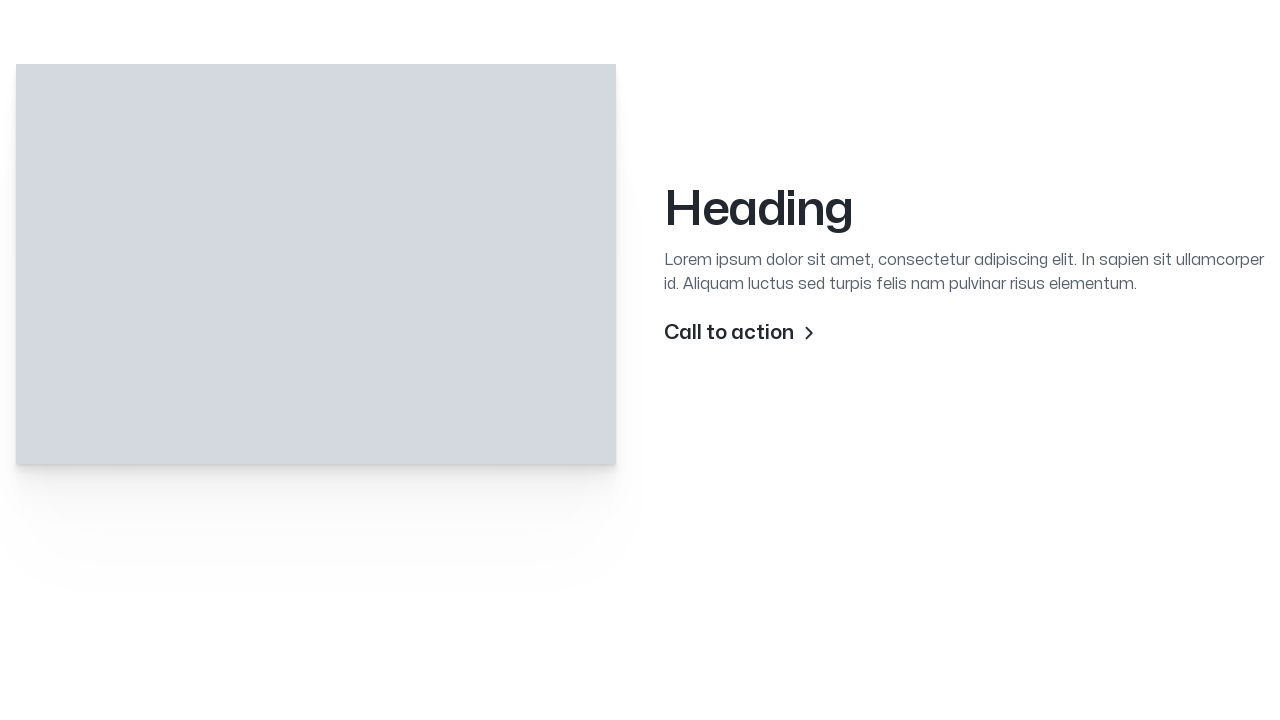 Heading
Lorem ipsum dolor sit amet, consectetur adipiscing elit. In sapien sit ullamcorper
id. Aliquam luctus sed turpis felis nam pulvinar risus elementum.
Call to action